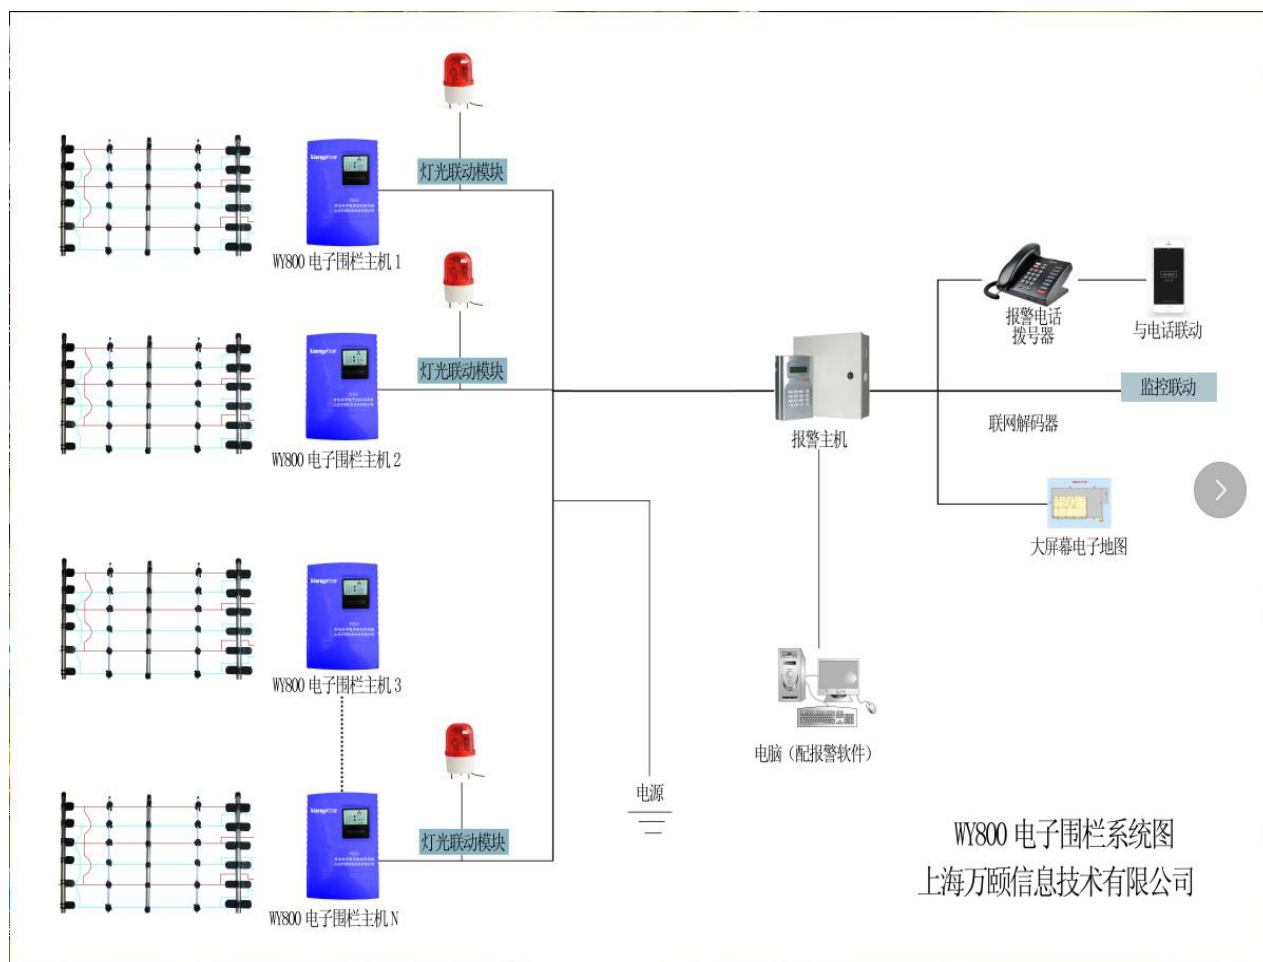 灯光联动模块
WY800 电子围栏主机 1
灯光联动模块
WY800 电子围栏主机 2
WY800 电子围栏主机 3
灯光联动模块
WY800 电子围栏主机 N
电源
报警主机
电脑（配报警软件）
报警电话
拨号器
与电话联动
监控联动
联网解码器
大屏幕电子地图
WY800 电子围栏系统图
上海万颐信息技术有限公司